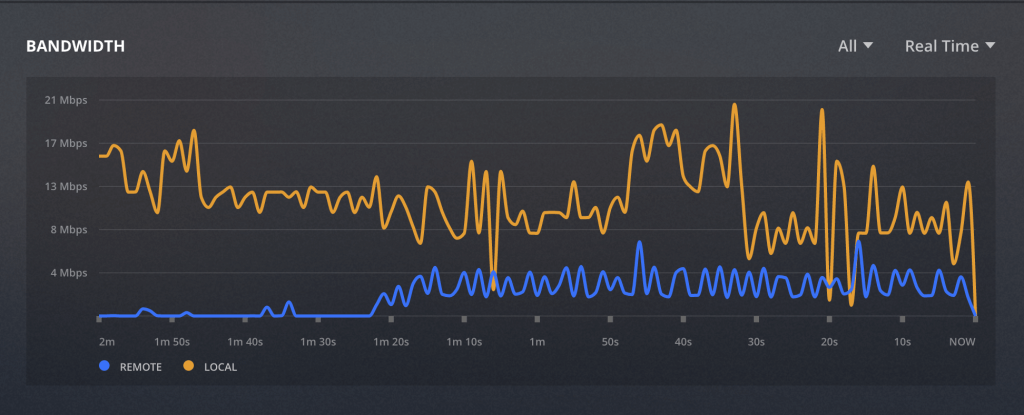 BANDWIDTH All Real Time
21 Mbps
17 Mbps
13 Mbps
8 Mbps
4 Mbps
2m 1m 50s 1m 40s 1m 30s 1m 20s 1m 10s 1m 50s 40s 30s 20s 10s NOW
REMOTE LOCAL